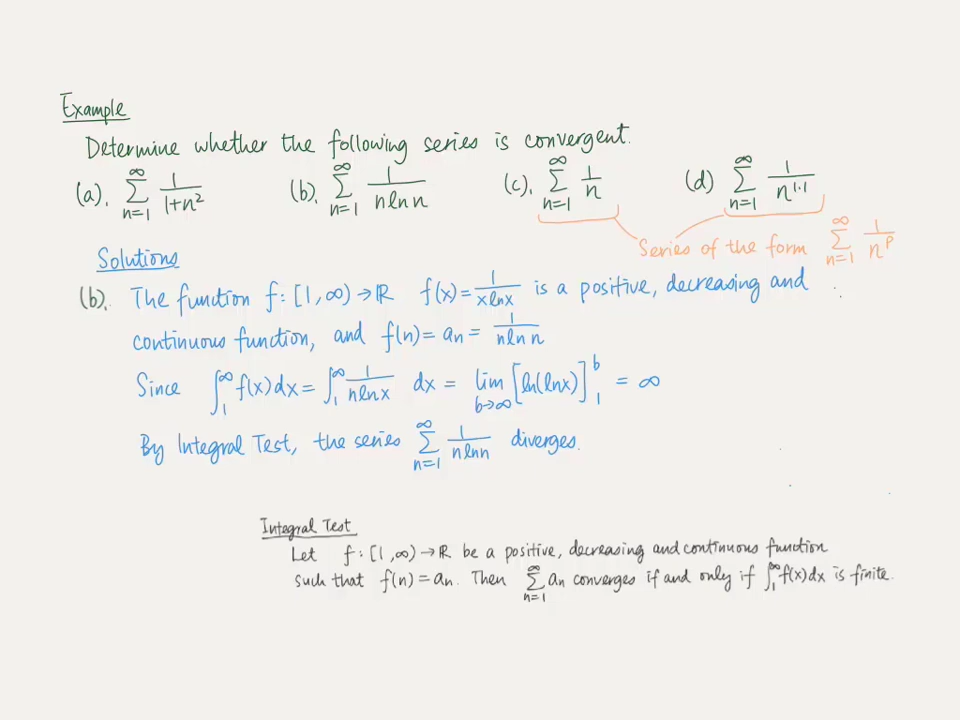 Example
Determine whether the following series is convergent.
(a). ∑_{n=1}^{∞} 1/(1+n²) (b). ∑_{n=1}^{∞} 1/(n ln n) (c). ∑_{n=1}^{∞} 1/n (d) ∑_{n=1}^{∞} 1/n^{1.1}
Series of the form ∑_{n=1}^{∞} 1/n^p
Solutions
(b). The function f: [1, ∞) → ℝ f(x) = 1/(x ln x) is a positive, decreasing and
continuous function, and f(n) = aₙ = 1/(n ln n)
Since ∫_1^∞ f(x) dx = ∫_1^∞ 1/(n ln x) dx = lim_{b→∞} [ln(ln x)]_1^b = ∞
By Integral Test, the series ∑_{n=1}^{∞} 1/(n ln n) diverges.
Integral Test
Let f: [1, ∞) → ℝ be a positive, decreasing and continuous function
such that f(n) = aₙ. Then ∑_{n=1}^{∞} aₙ converges if and only if ∫_1^∞ f(x) dx is finite.